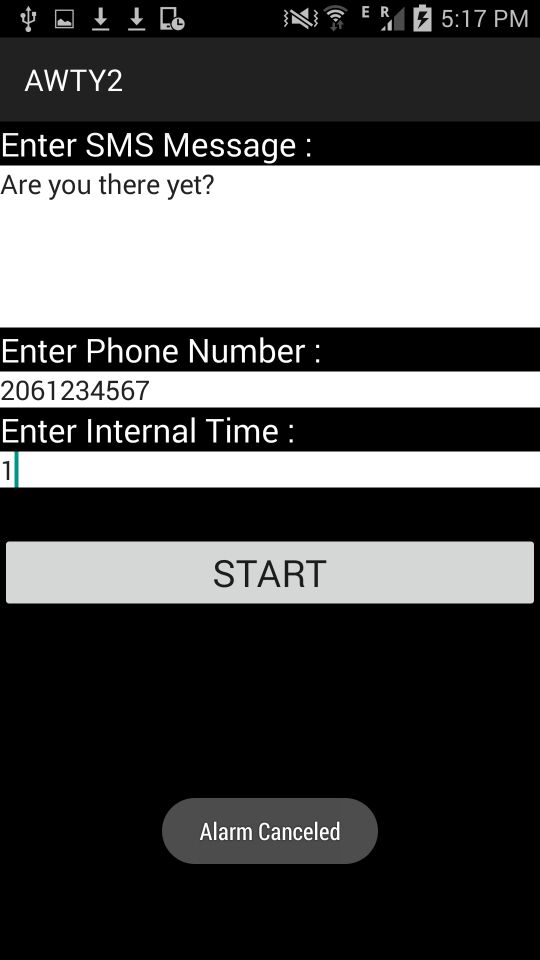 E R 5:17 PM
AWTY2
Enter SMS Message :
Are you there yet?
Enter Phone Number :
2061234567
Enter Internal Time :
1
START
Alarm Canceled